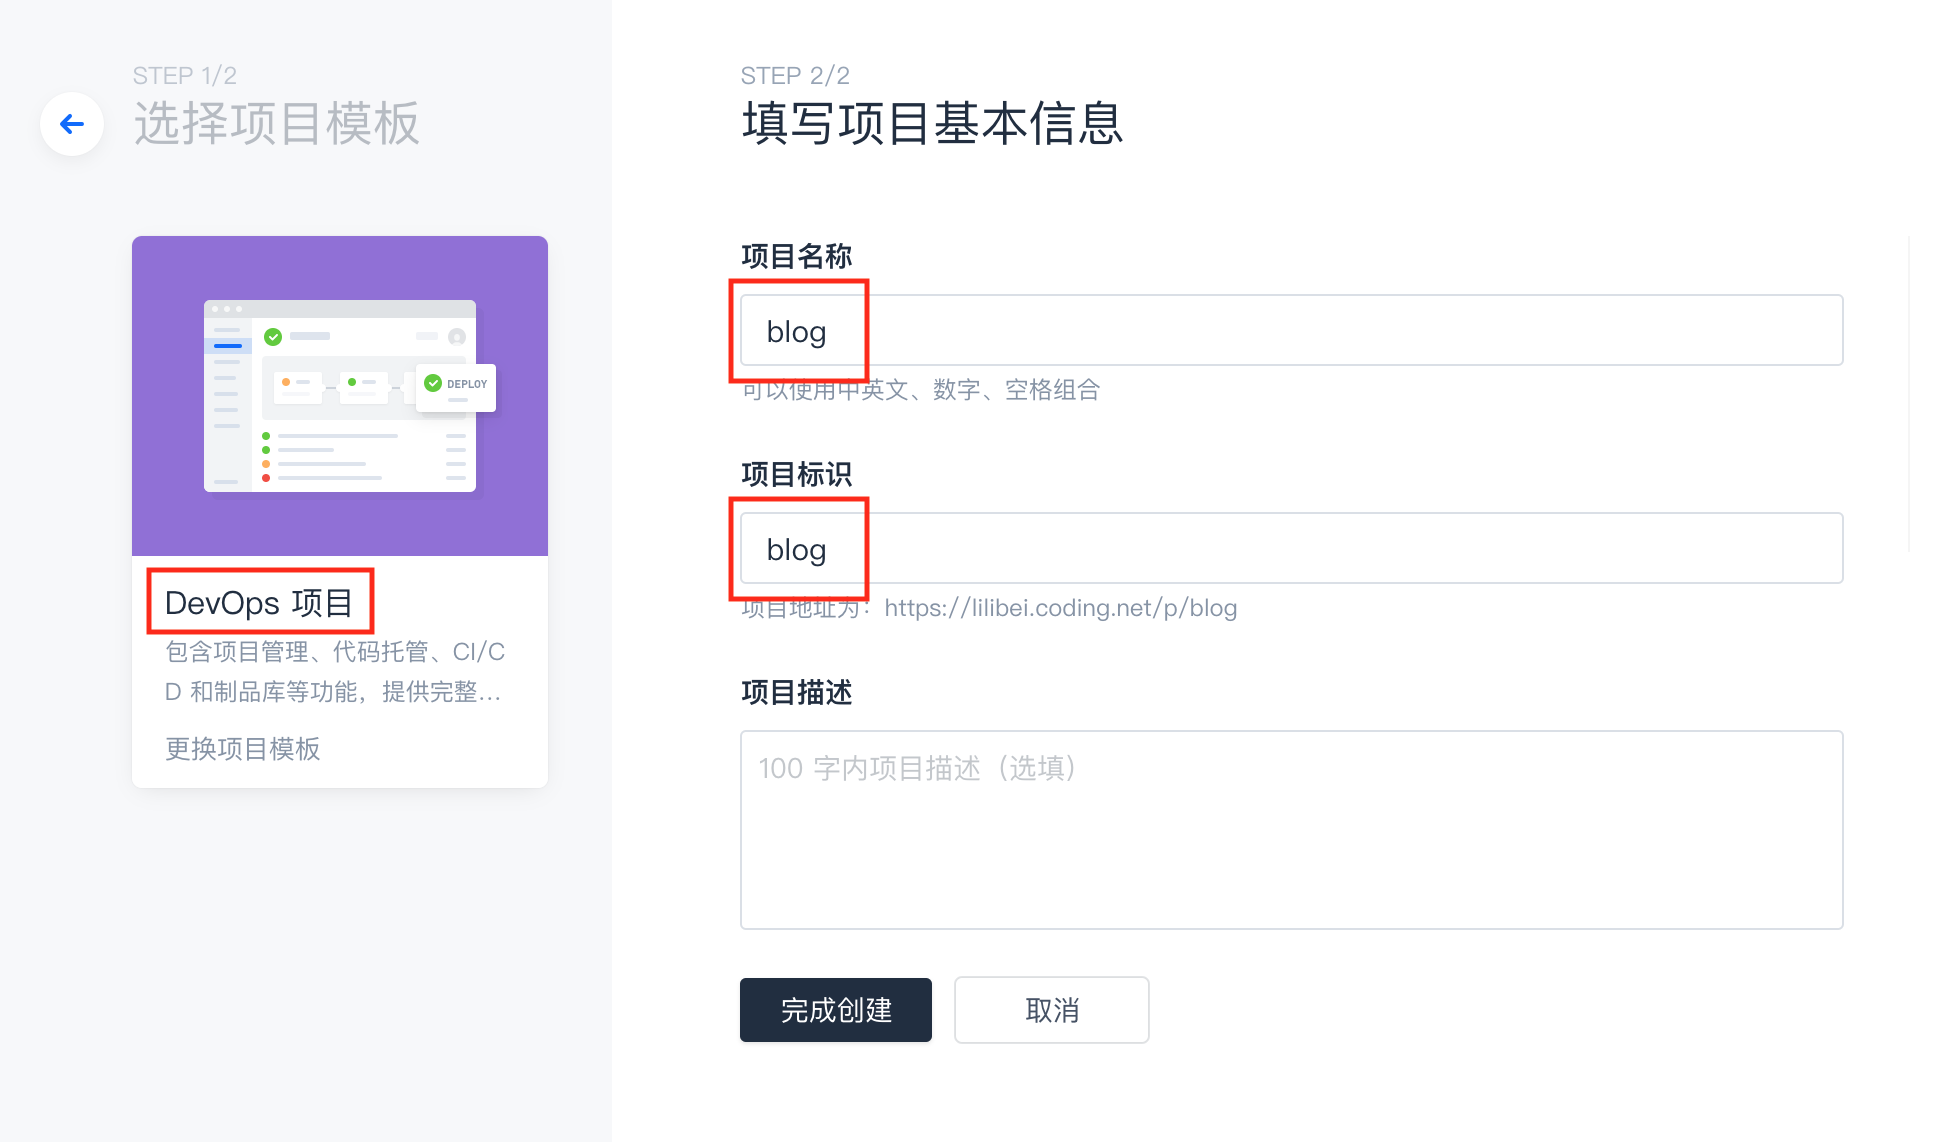 STEP 1/2
选择项目模板
DEPLOY
DevOps 项目
包含项目管理、代码托管、CI/C
D 和制品库等功能，提供完整...
更换项目模板
STEP 2/2
填写项目基本信息
项目名称
blog
可以使用中英文、数字、空格组合
项目标识
blog
项目地址为：https://lilibei.coding.net/p/blog
项目描述
100 字内项目描述（选填）
完成创建
取消